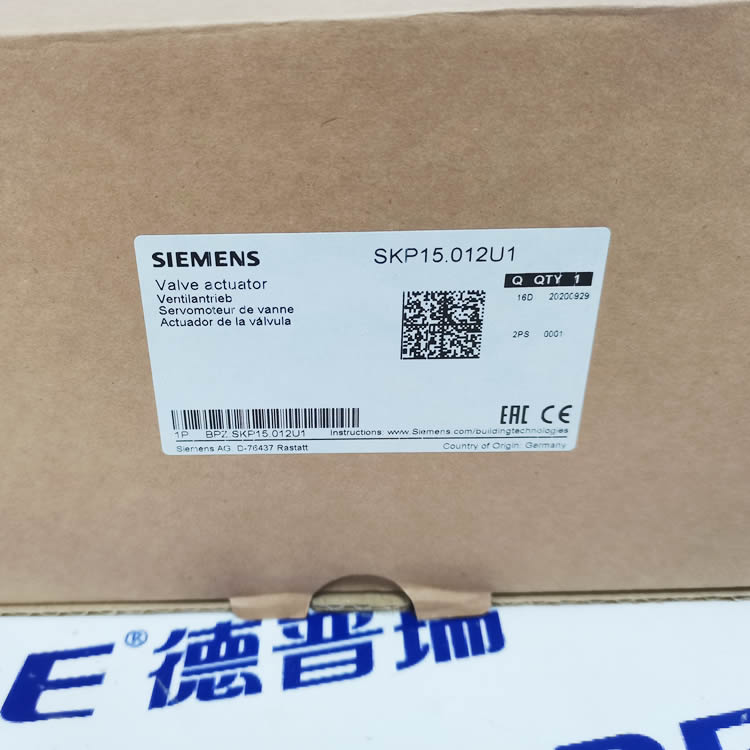 SIEMENS
SKP15.012U1
Valve actuator
Ventilantrieb
Servomoteur de vanne
Actuador de la válvula
Q QTY 1
16D 20200929
2PS 0001
EAC CE
1P BPZ:SKP15.012U1
Instructions: www.Siemens.com/buildingtechnologies
Siemens AG, D-76437 Rastatt
Country of Origin: Germany
E®德普瑞